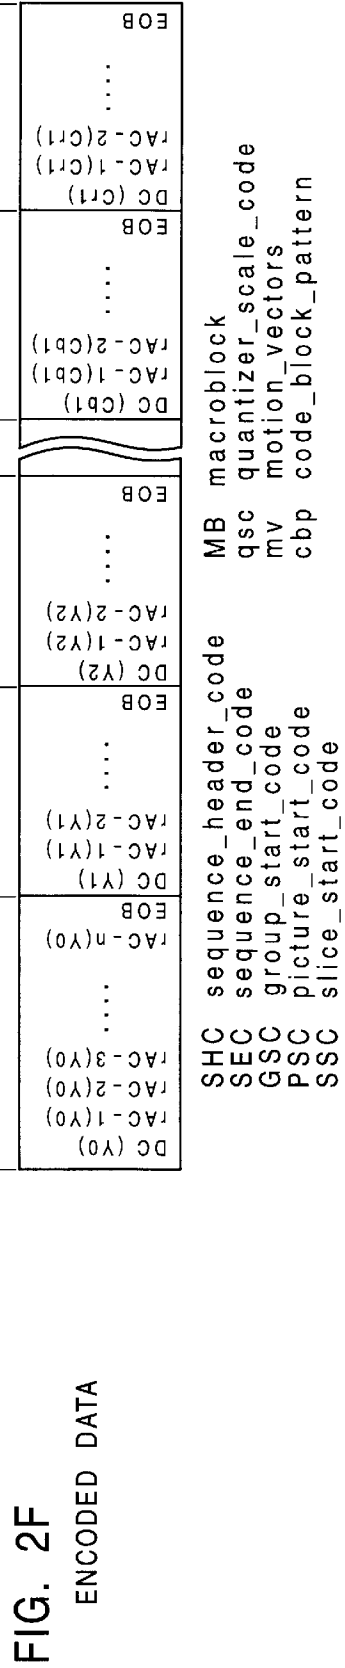 FIG. 2F
ENCODED DATA
DC (Y0)
rAC-1(Y0)
rAC-2(Y0)
rAC-3(Y0)
....
rAC-n(Y0)
EOB
DC (Y1)
rAC-1(Y1)
rAC-2(Y1)
....
EOB
DC (Y2)
rAC-1(Y2)
rAC-2(Y2)
....
EOB
DC (Cb1)
rAC-1(Cb1)
rAC-2(Cb1)
....
EOB
DC (Cr1)
rAC-1(Cr1)
rAC-2(Cr1)
....
EOB
SHC sequence_header_code
SEC sequence_end_code
GSC group_start_code
PSC picture_start_code
SSC slice_start_code
MB macroblock
qsc quantizer_scale_code
mv motion_vectors
cbp code_block_pattern